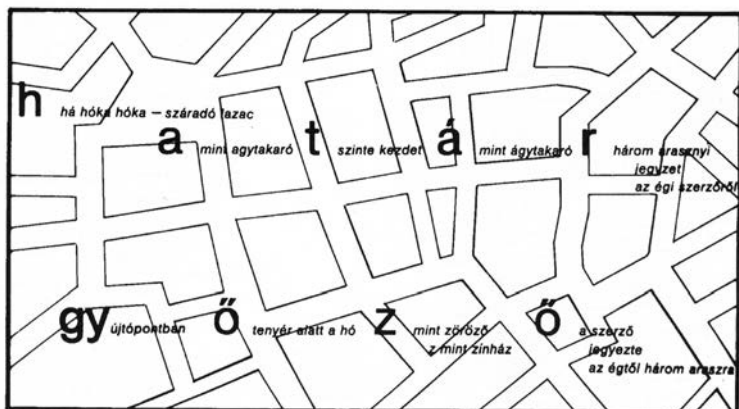 h há hóka hóka – száradó lazac
a mint agytakaró t szinte kezdet á mint ágytakaró r három arasznyi
jegyzet
az égi szerzőről
gy újtópontban ő tenyér alatt a hó z mint zöröző ő a szerző
z mint zínház jegyezte
az égtől három araszra